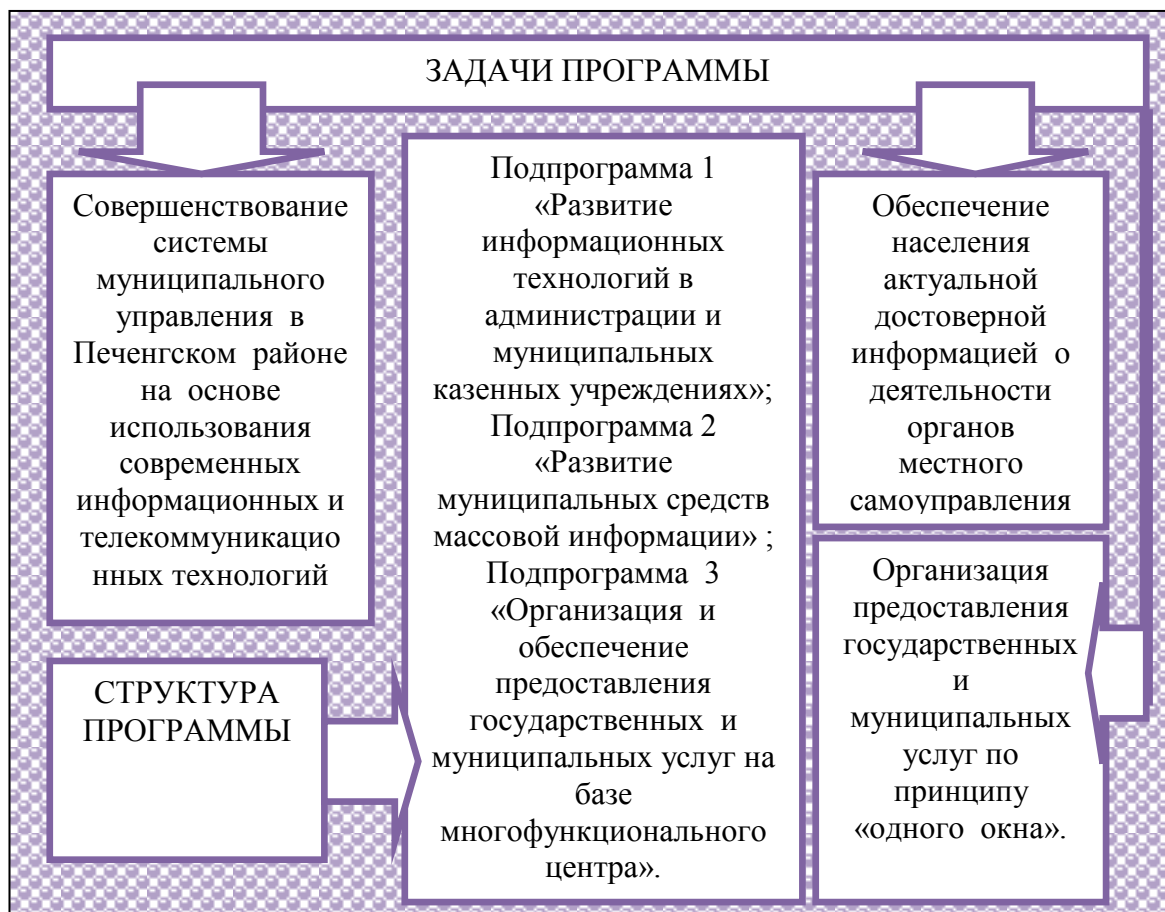 ЗАДАЧИ ПРОГРАММЫ
Совершенствование
системы
муниципального
управления в
Печенгском районе
на основе
использования
современных
информационных и
телекоммуникацио
нных технологий
Подпрограмма 1
«Развитие
информационных
технологий в
администрации и
муниципальных
казенных учреждениях»;
Подпрограмма 2
«Развитие
муниципальных средств
массовой информации» ;
Подпрограмма 3
«Организация и
обеспечение
предоставления
государственных и
муниципальных услуг на
базе
многофункционального
центра».
Обеспечение
населения
актуальной
достоверной
информацией о
деятельности
органов
местного
самоуправления
Организация
предоставления
государственных
и
муниципальных
услуг по
принципу
«одного окна».
СТРУКТУРА
ПРОГРАММЫ